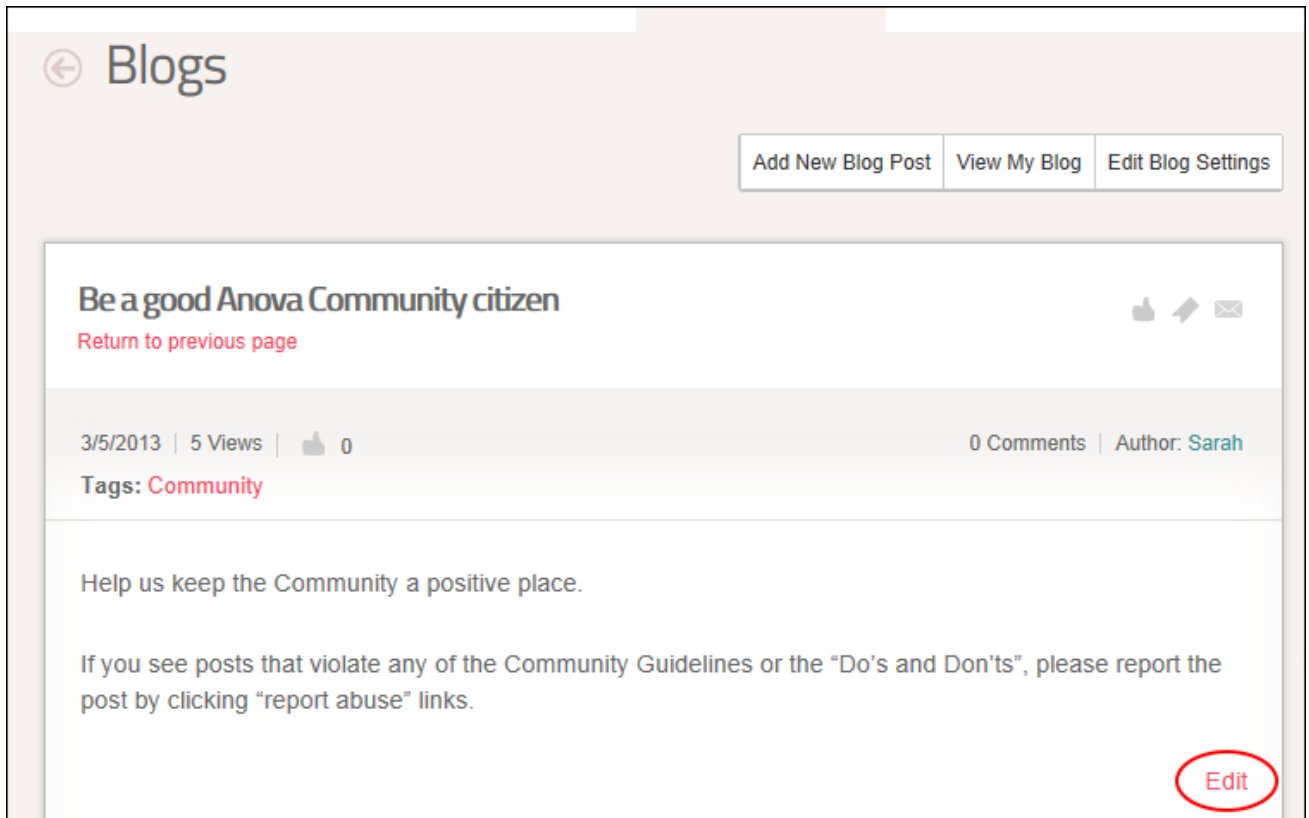 Blogs
Add New Blog Post View My Blog Edit Blog Settings
Be a good Anova Community citizen
Return to previous page
3/5/2013 5 Views 0 0 Comments Author: Sarah
Tags: Community
Help us keep the Community a positive place.
If you see posts that violate any of the Community Guidelines or the “Do’s and Don’ts”, please report the
post by clicking “report abuse” links.
Edit